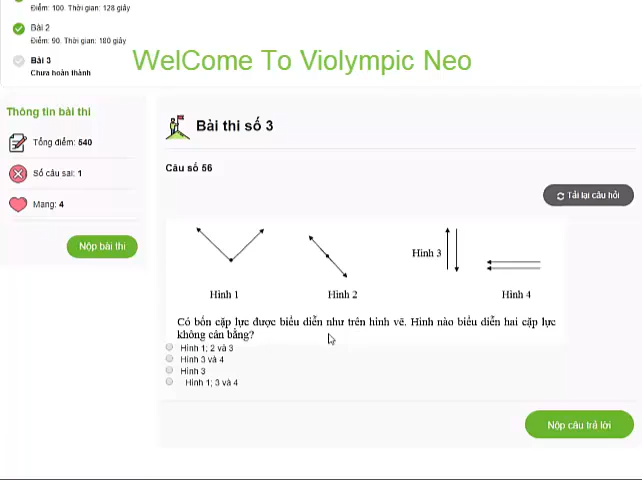 Điểm: 100. Thời gian: 128 giây
Bài 2
Điểm: 90. Thời gian: 180 giây
Bài 3
Chưa hoàn thành
WelCome To Violympic Neo
Thông tin bài thi
Tổng điểm: 540
Số câu sai: 1
Mạng: 4
Nộp bài thi
Bài thi số 3
Câu số 56
Tải lại câu hỏi
Hình 3
Hình 1
Hình 2
Hình 4
Có bốn cặp lực được biểu diễn như trên hình vẽ. Hình nào biểu diễn hai cặp lực
không cân bằng?
Hình 1; 2 và 3
Hình 3 và 4
Hình 3
Hình 1; 3 và 4
Nộp câu trả lời